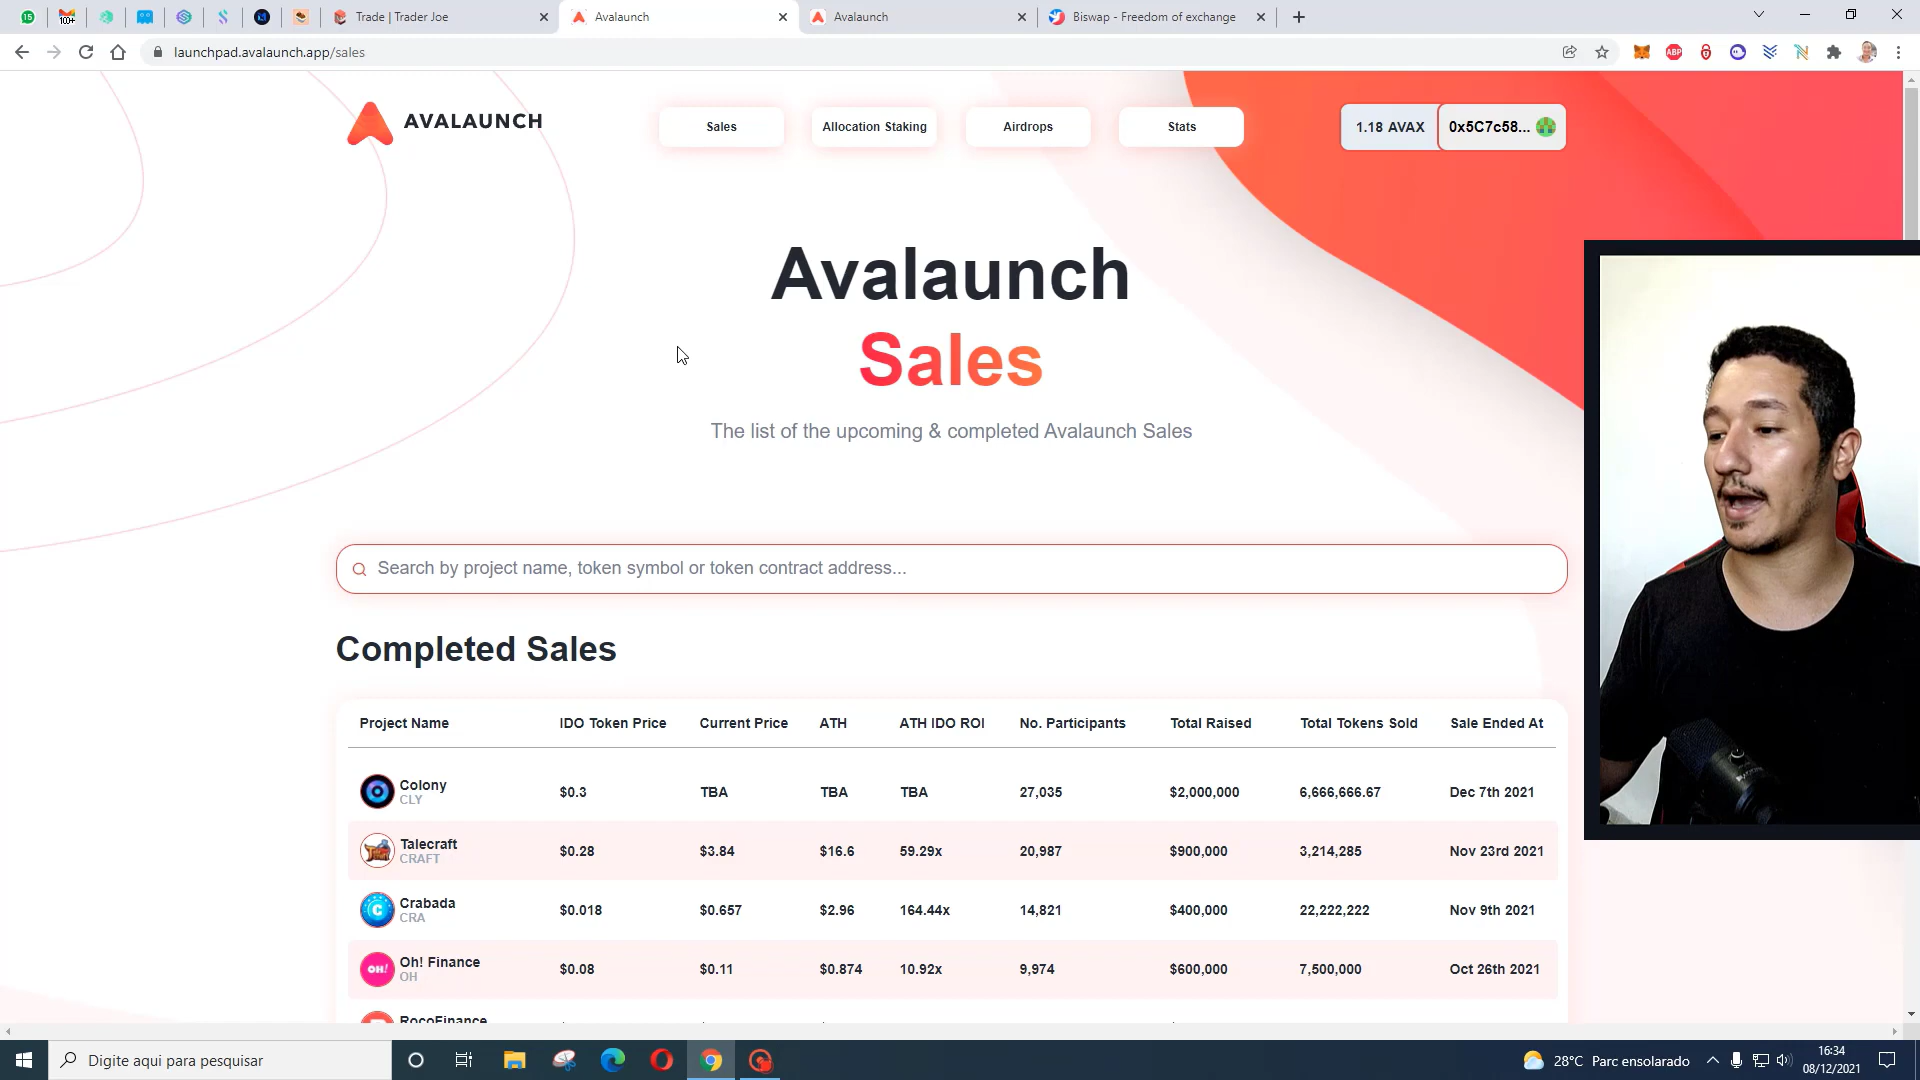 15
100+
Trade | Trader Joe
Avalaunch
Avalaunch
Biswap - Freedom of exchange
launchpad.avalaunch.app/sales
ABP
AVALAUNCH
Sales
Allocation Staking
Airdrops
Stats
1.18 AVAX
0x5C7c58...
Avalaunch
Sales
The list of the upcoming & completed Avalaunch Sales
Search by project name, token symbol or token contract address...
Completed Sales
Project Name IDO Token Price Current Price ATH ATH IDO ROI No. Participants Total Raised Total Tokens Sold Sale Ended At
Colony
CLY
$0.3 TBA TBA TBA 27,035 $2,000,000 6,666,666.67 Dec 7th 2021
Talecraft
CRAFT
$0.28 $3.84 $16.6 59.29x 20,987 $900,000 3,214,285 Nov 23rd 2021
Crabada
CRA
$0.018 $0.657 $2.96 164.44x 14,821 $400,000 22,222,222 Nov 9th 2021
OH!
Oh! Finance
OH
$0.08 $0.11 $0.874 10.92x 9,974 $600,000 7,500,000 Oct 26th 2021
RocoFinance
Digite aqui para pesquisar
28°C Parc ensolarado
16:34
08/12/2021